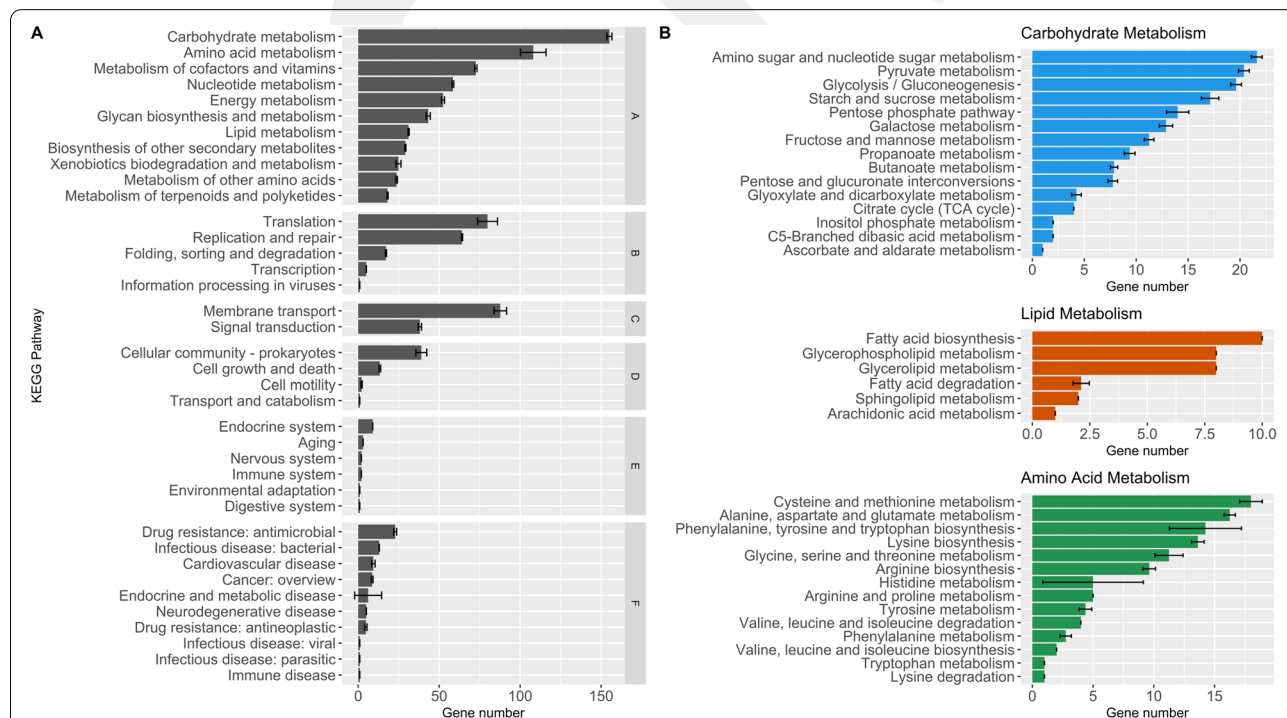 A
KEGG Pathway
Carbohydrate metabolism
Amino acid metabolism
Metabolism of cofactors and vitamins
Nucleotide metabolism
Energy metabolism
Glycan biosynthesis and metabolism
Lipid metabolism
Biosynthesis of other secondary metabolites
Xenobiotics biodegradation and metabolism
Metabolism of other amino acids
Metabolism of terpenoids and polyketides
A
Translation
Replication and repair
Folding, sorting and degradation
Transcription
Information processing in viruses
B
Membrane transport
Signal transduction
C
Cellular community - prokaryotes
Cell growth and death
Cell motility
Transport and catabolism
D
Endocrine system
Aging
Nervous system
Immune system
Environmental adaptation
Digestive system
E
Drug resistance: antimicrobial
Infectious disease: bacterial
Cardiovascular disease
Cancer: overview
Endocrine and metabolic disease
Neurodegenerative disease
Drug resistance: antineoplastic
Infectious disease: viral
Infectious disease: parasitic
Immune disease
F
0 50 100 150
Gene number
B
Carbohydrate Metabolism
Amino sugar and nucleotide sugar metabolism
Pyruvate metabolism
Glycolysis / Gluconeogenesis
Starch and sucrose metabolism
Pentose phosphate pathway
Galactose metabolism
Fructose and mannose metabolism
Propanoate metabolism
Butanoate metabolism
Pentose and glucuronate interconversions
Glyoxylate and dicarboxylate metabolism
Citrate cycle (TCA cycle)
Inositol phosphate metabolism
C5-Branched dibasic acid metabolism
Ascorbate and aldarate metabolism
0 5 10 15 20
Gene number
Lipid Metabolism
Fatty acid biosynthesis
Glycerophospholipid metabolism
Glycerolipid metabolism
Fatty acid degradation
Sphingolipid metabolism
Arachidonic acid metabolism
0.0 2.5 5.0 7.5 10.0
Gene number
Amino Acid Metabolism
Cysteine and methionine metabolism
Alanine, aspartate and glutamate metabolism
Phenylalanine, tyrosine and tryptophan biosynthesis
Lysine biosynthesis
Glycine, serine and threonine metabolism
Arginine biosynthesis
Histidine metabolism
Arginine and proline metabolism
Tyrosine metabolism
Valine, leucine and isoleucine degradation
Phenylalanine metabolism
Valine, leucine and isoleucine biosynthesis
Tryptophan metabolism
Lysine degradation
0 5 10 15
Gene number